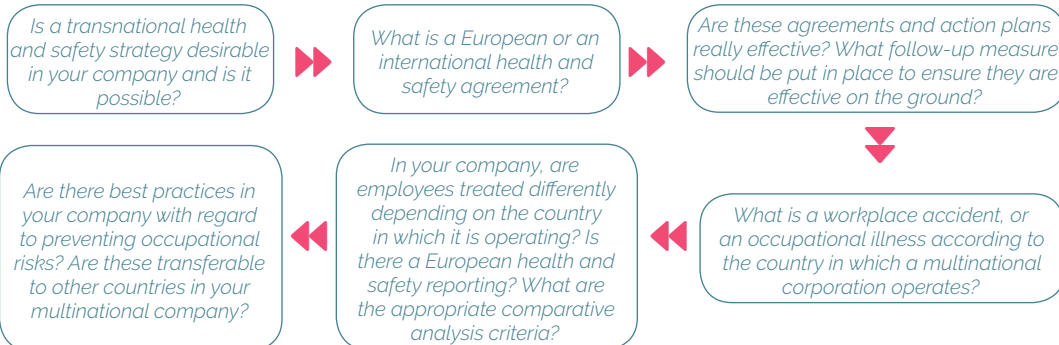 Is a transnational health
and safety strategy desirable
in your company and is it
possible?
What is a European or an
international health and
safety agreement?
Are these agreements and action plans
really effective? What follow-up measure
should be put in place to ensure they are
effective on the ground?
What is a workplace accident, or
an occupational illness according to
the country in which a multinational
corporation operates?
In your company, are
employees treated differently
depending on the country
in which it is operating? Is
there a European health and
safety reporting? What are
the appropriate comparative
analysis criteria?
Are there best practices in
your company with regard
to preventing occupational
risks? Are these transferable
to other countries in your
multinational company?